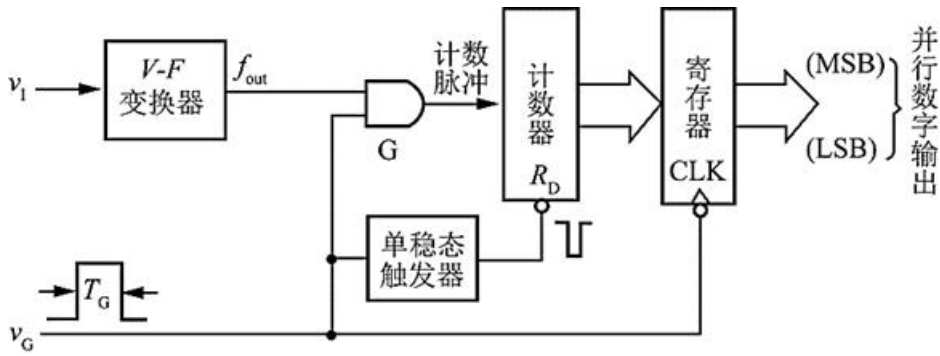 v_I
V-F
变换器
f_out
G
计数
脉冲
计数器
R_D
寄存器
CLK
(MSB)
(LSB)
并行数字输出
单稳态
触发器
T_G
v_G